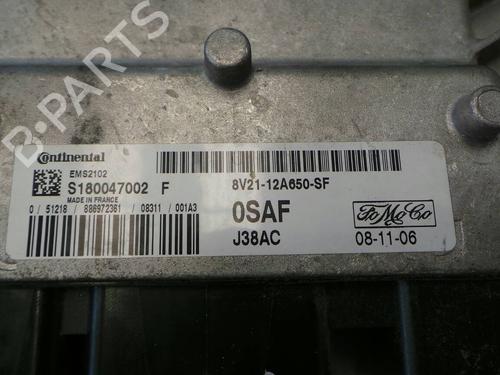 B-PARTS
Continental
EMS2102
S180047002 F
MADE IN FRANCE
0 / 51218 / 886972361 / 08311 / 001A3
8V21-12A650-SF
0SAF
J38AC
FoMoCo
08-11-06